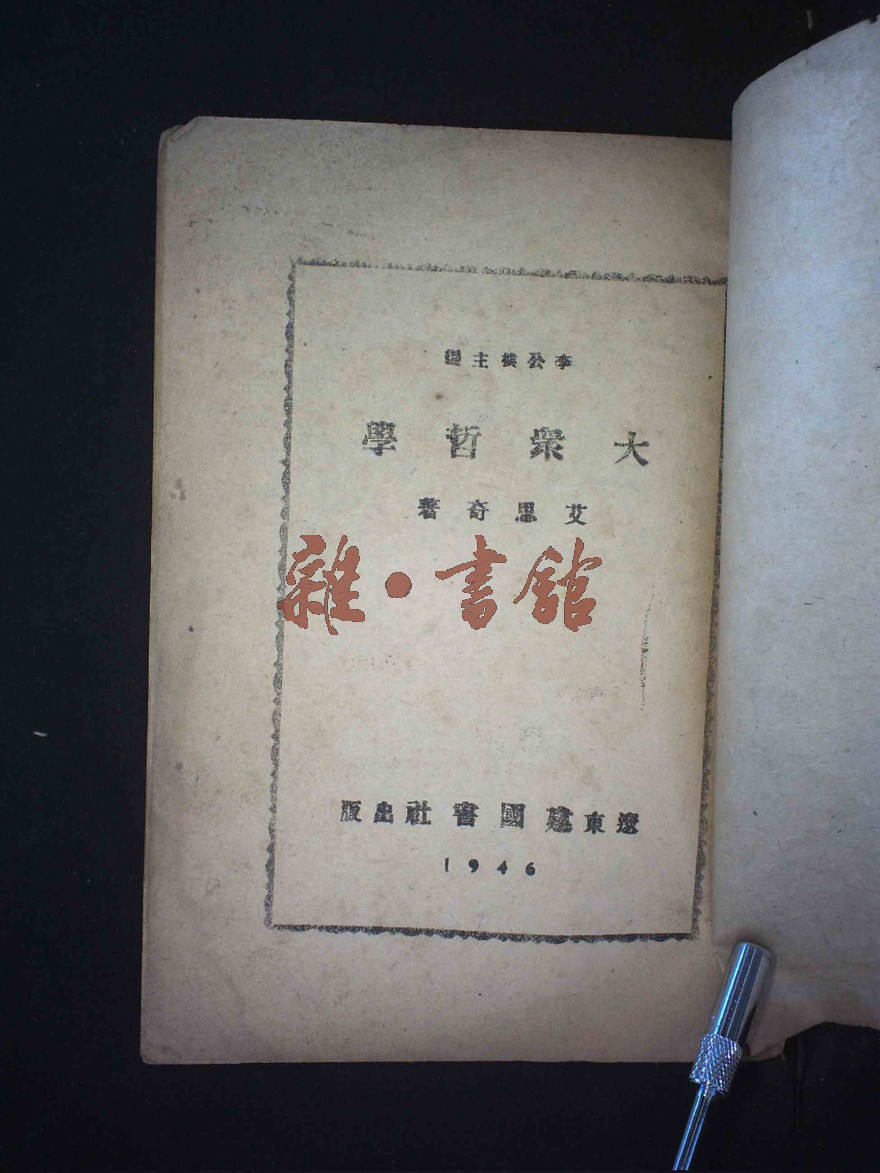 李公樸主編
大衆哲學
艾思奇著
雜·書館
遼東建國書社出版
1946